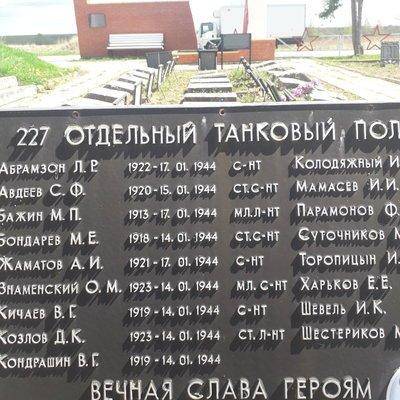 227 ОТДЕЛЬНЫЙ ТАНКОВЫЙ
АБРАМЗОН Л.Р. 1922-17.01.1944 С-НТ КОЛОДЯЖНЫЙ
АВДЕЕВ С.Ф. 1920-15.01.1944 СТ.С-НТ МАМАСЕВ И.И.
БАЖИН М.П. 1913-17.01.1944 МЛ.Л-НТ ПАРАМОНОВ Ф.
БОНДАРЕВ М.Е. 1918-14.01.1944 СТ.С-НТ СУТОЧНИКОВ
ЖАМАТОВ А.И. 1921-17.01.1944 С-НТ ТОРОПИЦЫН И.
ЗНАМЕНСКИЙ О.М. 1923-14.01.1944 МЛ.С-НТ ХАРЬКОВ Е.Е.
КИЧАЕВ В.Г. 1919-14.01.1944 С-НТ ШЕВЕЛЬ И.К.
КОЗЛОВ Д.К. 1923-14.01.1944 СТ.Л-НТ ШЕСТЕРИКОВ
КОНДРАШИН В.Г. 1919-14.01.1944
ВЕЧНАЯ СЛАВА ГЕРОЯМ